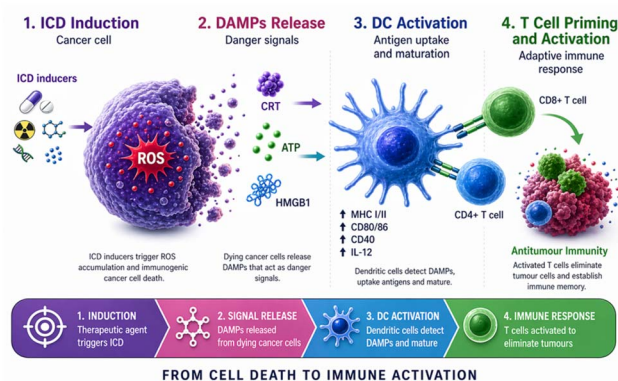 1. ICD Induction
Cancer cell
ICD inducers
ROS
ICD inducers trigger ROS
accumulation and immunogenic
cancer cell death.
2. DAMPs Release
Danger signals
CRT
ATP
HMGB1
Dying cancer cells release
DAMPs that act as danger
signals.
3. DC Activation
Antigen uptake
and maturation
↑ MHC I/II
↑ CD80/86
↑ CD40
↑ IL-12
Dendritic cells detect DAMPs,
uptake antigens and mature.
4. T Cell Priming
and Activation
Adaptive immune
response
CD8+ T cell
CD4+ T cell
Antitumour Immunity
Activated T cells eliminate
tumour cells and establish
immune memory.
1. INDUCTION
Therapeutic agent
triggers ICD
2. SIGNAL RELEASE
DAMPs released
from dying cancer cells
3. DC ACTIVATION
Dendritic cells detect
DAMPs and mature
4. IMMUNE RESPONSE
T cells activated to
eliminate tumours
FROM CELL DEATH TO IMMUNE ACTIVATION